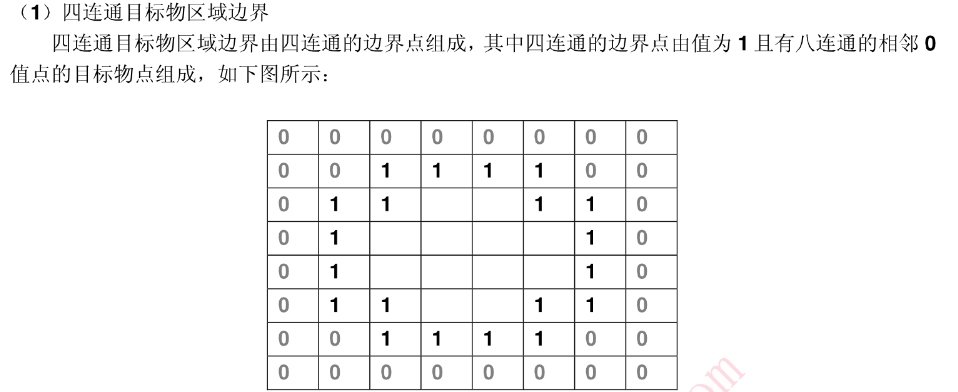 （1）四连通目标物区域边界
四连通目标物区域边界由四连通的边界点组成，其中四连通的边界点由值为 1 且有八连通的相邻 0
值点的目标物点组成，如下图所示：
0 0 0 0 0 0 0 0
0 0 1 1 1 1 0 0
0 1 1 1 1 0
0 1 1 0
0 1 1 0
0 1 1 1 1 0
0 0 1 1 1 1 0 0
0 0 0 0 0 0 0 0
om